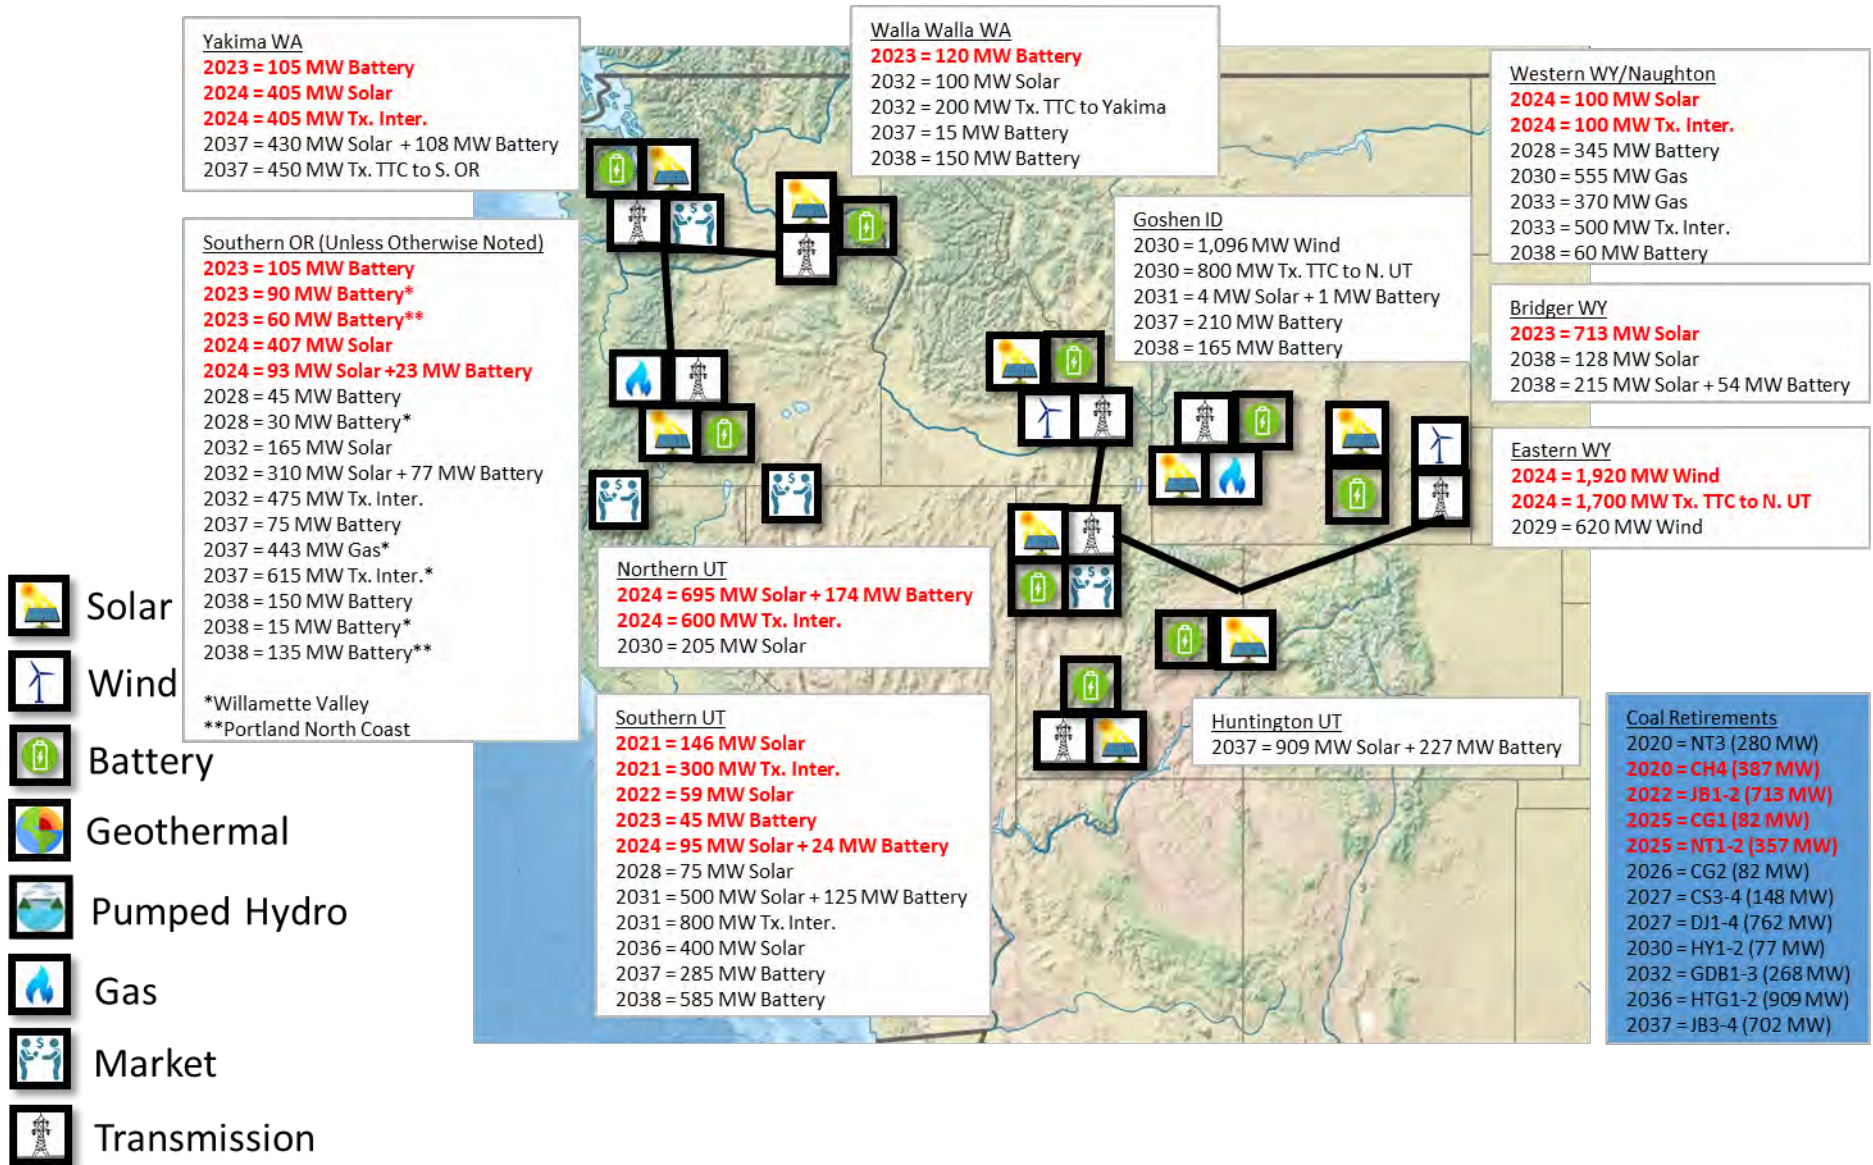 Yakima WA
2023 = 105 MW Battery
2024 = 405 MW Solar
2024 = 405 MW Tx. Inter.
2037 = 430 MW Solar + 108 MW Battery
2037 = 450 MW Tx. TTC to S. OR
Walla Walla WA
2023 = 120 MW Battery
2032 = 100 MW Solar
2032 = 200 MW Tx. TTC to Yakima
2037 = 15 MW Battery
2038 = 150 MW Battery
Western WY/Naughton
2024 = 100 MW Solar
2024 = 100 MW Tx. Inter.
2028 = 345 MW Battery
2030 = 555 MW Gas
2033 = 370 MW Gas
2033 = 500 MW Tx. Inter.
2038 = 60 MW Battery
Southern OR (Unless Otherwise Noted)
2023 = 105 MW Battery
2023 = 90 MW Battery*
2023 = 60 MW Battery**
2024 = 407 MW Solar
2024 = 93 MW Solar +23 MW Battery
2028 = 45 MW Battery
2028 = 30 MW Battery*
2032 = 165 MW Solar
2032 = 310 MW Solar + 77 MW Battery
2032 = 475 MW Tx. Inter.
2037 = 75 MW Battery
2037 = 443 MW Gas*
2037 = 615 MW Tx. Inter.*
2038 = 150 MW Battery
2038 = 15 MW Battery*
2038 = 135 MW Battery**
*Willamette Valley
**Portland North Coast
Goshen ID
2030 = 1,096 MW Wind
2030 = 800 MW Tx. TTC to N. UT
2031 = 4 MW Solar + 1 MW Battery
2037 = 210 MW Battery
2038 = 165 MW Battery
Bridger WY
2023 = 713 MW Solar
2038 = 128 MW Solar
2038 = 215 MW Solar + 54 MW Battery
Eastern WY
2024 = 1,920 MW Wind
2024 = 1,700 MW Tx. TTC to N. UT
2029 = 620 MW Wind
Northern UT
2024 = 695 MW Solar + 174 MW Battery
2024 = 600 MW Tx. Inter.
2030 = 205 MW Solar
Southern UT
2021 = 146 MW Solar
2021 = 300 MW Tx. Inter.
2022 = 59 MW Solar
2023 = 45 MW Battery
2024 = 95 MW Solar + 24 MW Battery
2028 = 75 MW Solar
2031 = 500 MW Solar + 125 MW Battery
2031 = 800 MW Tx. Inter.
2036 = 400 MW Solar
2037 = 285 MW Battery
2038 = 585 MW Battery
Huntington UT
2037 = 909 MW Solar + 227 MW Battery
Coal Retirements
2020 = NT3 (280 MW)
2020 = CH4 (387 MW)
2022 = JB1-2 (713 MW)
2025 = CG1 (82 MW)
2025 = NT1-2 (357 MW)
2026 = CG2 (82 MW)
2027 = CS3-4 (148 MW)
2027 = DJ1-4 (762 MW)
2030 = HY1-2 (77 MW)
2032 = GDB1-3 (268 MW)
2036 = HTG1-2 (909 MW)
2037 = JB3-4 (702 MW)
Solar
Wind
Battery
Geothermal
Pumped Hydro
Gas
Market
Transmission